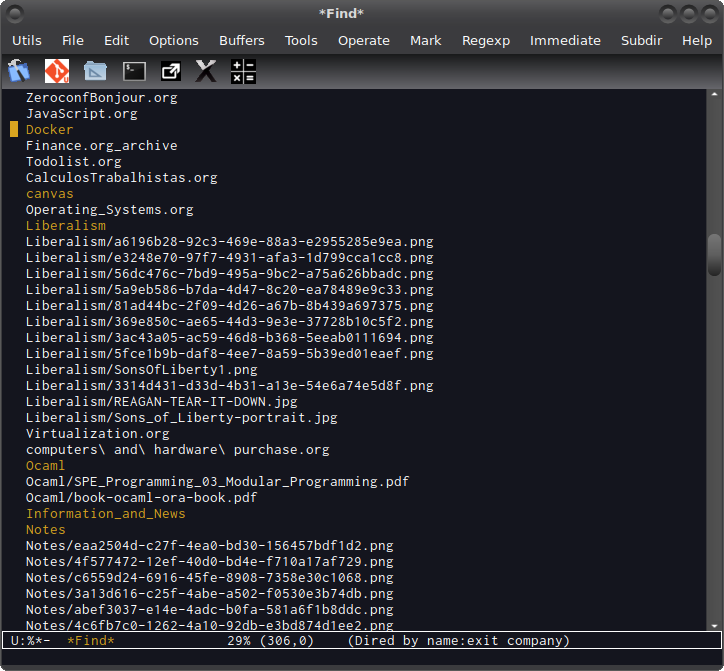 *Find*
Utils File Edit Options Buffers Tools Operate Mark Regexp Immediate Subdir Help
ZeroconfBonjour.org
JavaScript.org
Docker
Finance.org_archive
Todolist.org
CalculosTrabalhistas.org
canvas
Operating_Systems.org
Liberalism
Liberalism/a6196b28-92c3-469e-88a3-e2955285e9ea.png
Liberalism/e3248e70-97f7-4931-afa3-1d799cca1cc8.png
Liberalism/56dc476c-7bd9-495a-9bc2-a75a626bbadc.png
Liberalism/5a9eb586-b7da-4d47-8c20-ea78489e9c33.png
Liberalism/81ad44bc-2f09-4d26-a67b-8b439a697375.png
Liberalism/369e850c-ae65-44d3-9e3e-37728b10c5f2.png
Liberalism/3ac43a05-ac59-46d8-b368-5eeab0111694.png
Liberalism/5fce1b9b-daf8-4ee7-8a59-5b39ed01eaef.png
Liberalism/SonsOfLiberty1.png
Liberalism/3314d431-d33d-4b31-a13e-54e6a74e5d8f.png
Liberalism/REAGAN-TEAR-IT-DOWN.jpg
Liberalism/Sons_of_Liberty-portrait.jpg
Virtualization.org
computers\ and\ hardware\ purchase.org
Ocaml
Ocaml/SPE_Programming_03_Modular_Programming.pdf
Ocaml/book-ocaml-ora-book.pdf
Information_and_News
Notes
Notes/eaa2504d-c27f-4ea0-bd30-156457bdf1d2.png
Notes/4f577472-12ef-40d0-bd4e-f710a17af729.png
Notes/c6559d24-6916-45fe-8908-7358e30c1068.png
Notes/3a13d616-c25f-4abe-a502-f0530e3b74db.png
Notes/abef3037-e14e-4adc-b0fa-581a6f1b8ddc.png
Notes/4c6fb7c0-1262-4a10-92db-e3bd874d1ee2.png
U:%*- *Find* 29% (306,0) (Dired by name:exit company)